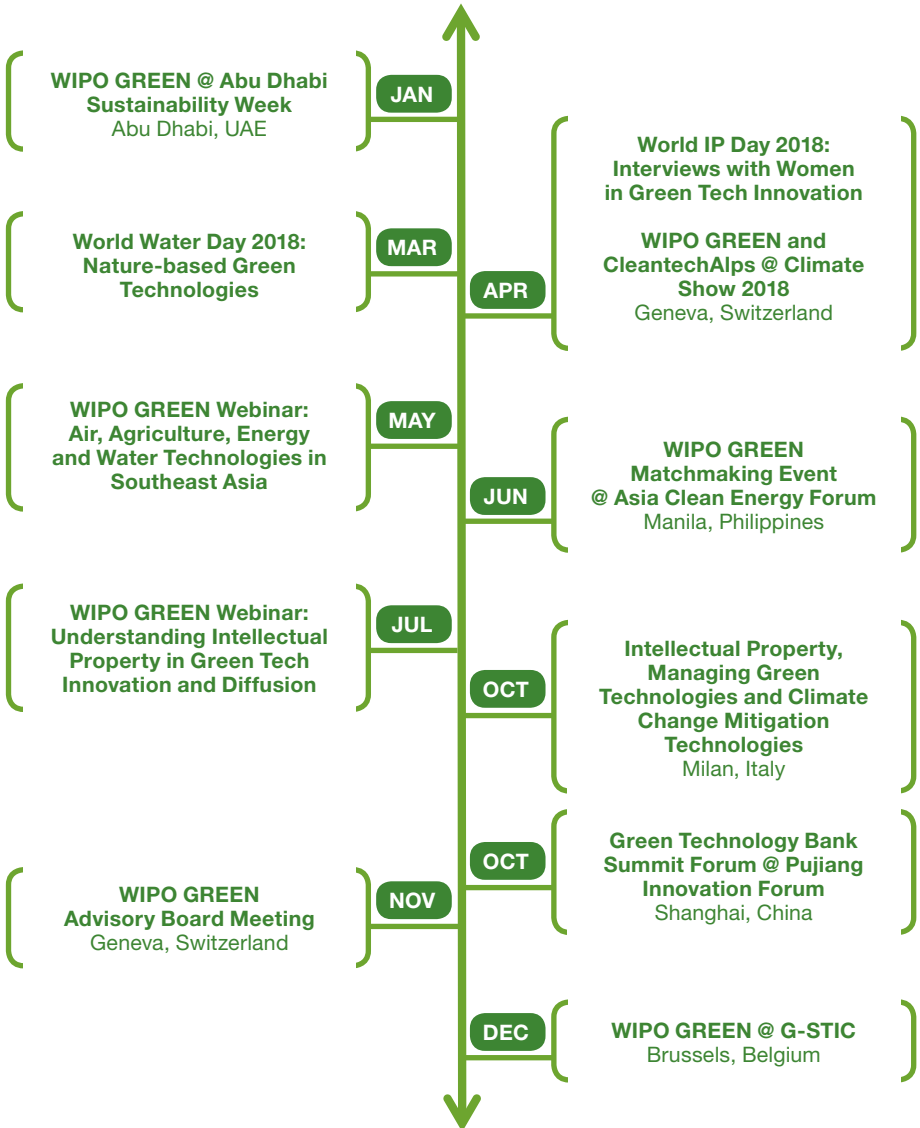 JAN
WIPO GREEN @ Abu Dhabi
Sustainability Week
Abu Dhabi, UAE
MAR
World Water Day 2018:
Nature-based Green
Technologies
APR
World IP Day 2018:
Interviews with Women
in Green Tech Innovation
WIPO GREEN and
CleantechAlps @ Climate
Show 2018
Geneva, Switzerland
MAY
WIPO GREEN Webinar:
Air, Agriculture, Energy
and Water Technologies in
Southeast Asia
JUN
WIPO GREEN
Matchmaking Event
@ Asia Clean Energy Forum
Manila, Philippines
JUL
WIPO GREEN Webinar:
Understanding Intellectual
Property in Green Tech
Innovation and Diffusion
OCT
Intellectual Property,
Managing Green
Technologies and Climate
Change Mitigation
Technologies
Milan, Italy
OCT
Green Technology Bank
Summit Forum @ Pujiang
Innovation Forum
Shanghai, China
NOV
WIPO GREEN
Advisory Board Meeting
Geneva, Switzerland
DEC
WIPO GREEN @ G-STIC
Brussels, Belgium